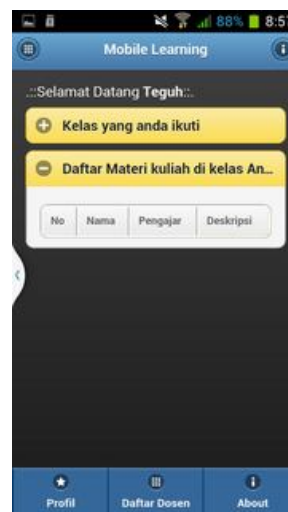 88% 8:57
Mobile Learning
.::Selamat Datang Teguh::.
Kelas yang anda ikuti
Daftar Materi kuliah di kelas An...
No Nama Pengajar Deskripsi
Profil Daftar Dosen About